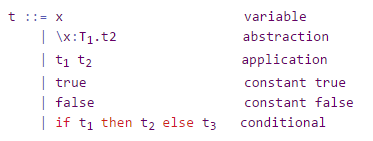 t ::= x variable
| \x:T₁.t2 abstraction
| t₁ t₂ application
| true constant true
| false constant false
| if t₁ then t₂ else t₃ conditional